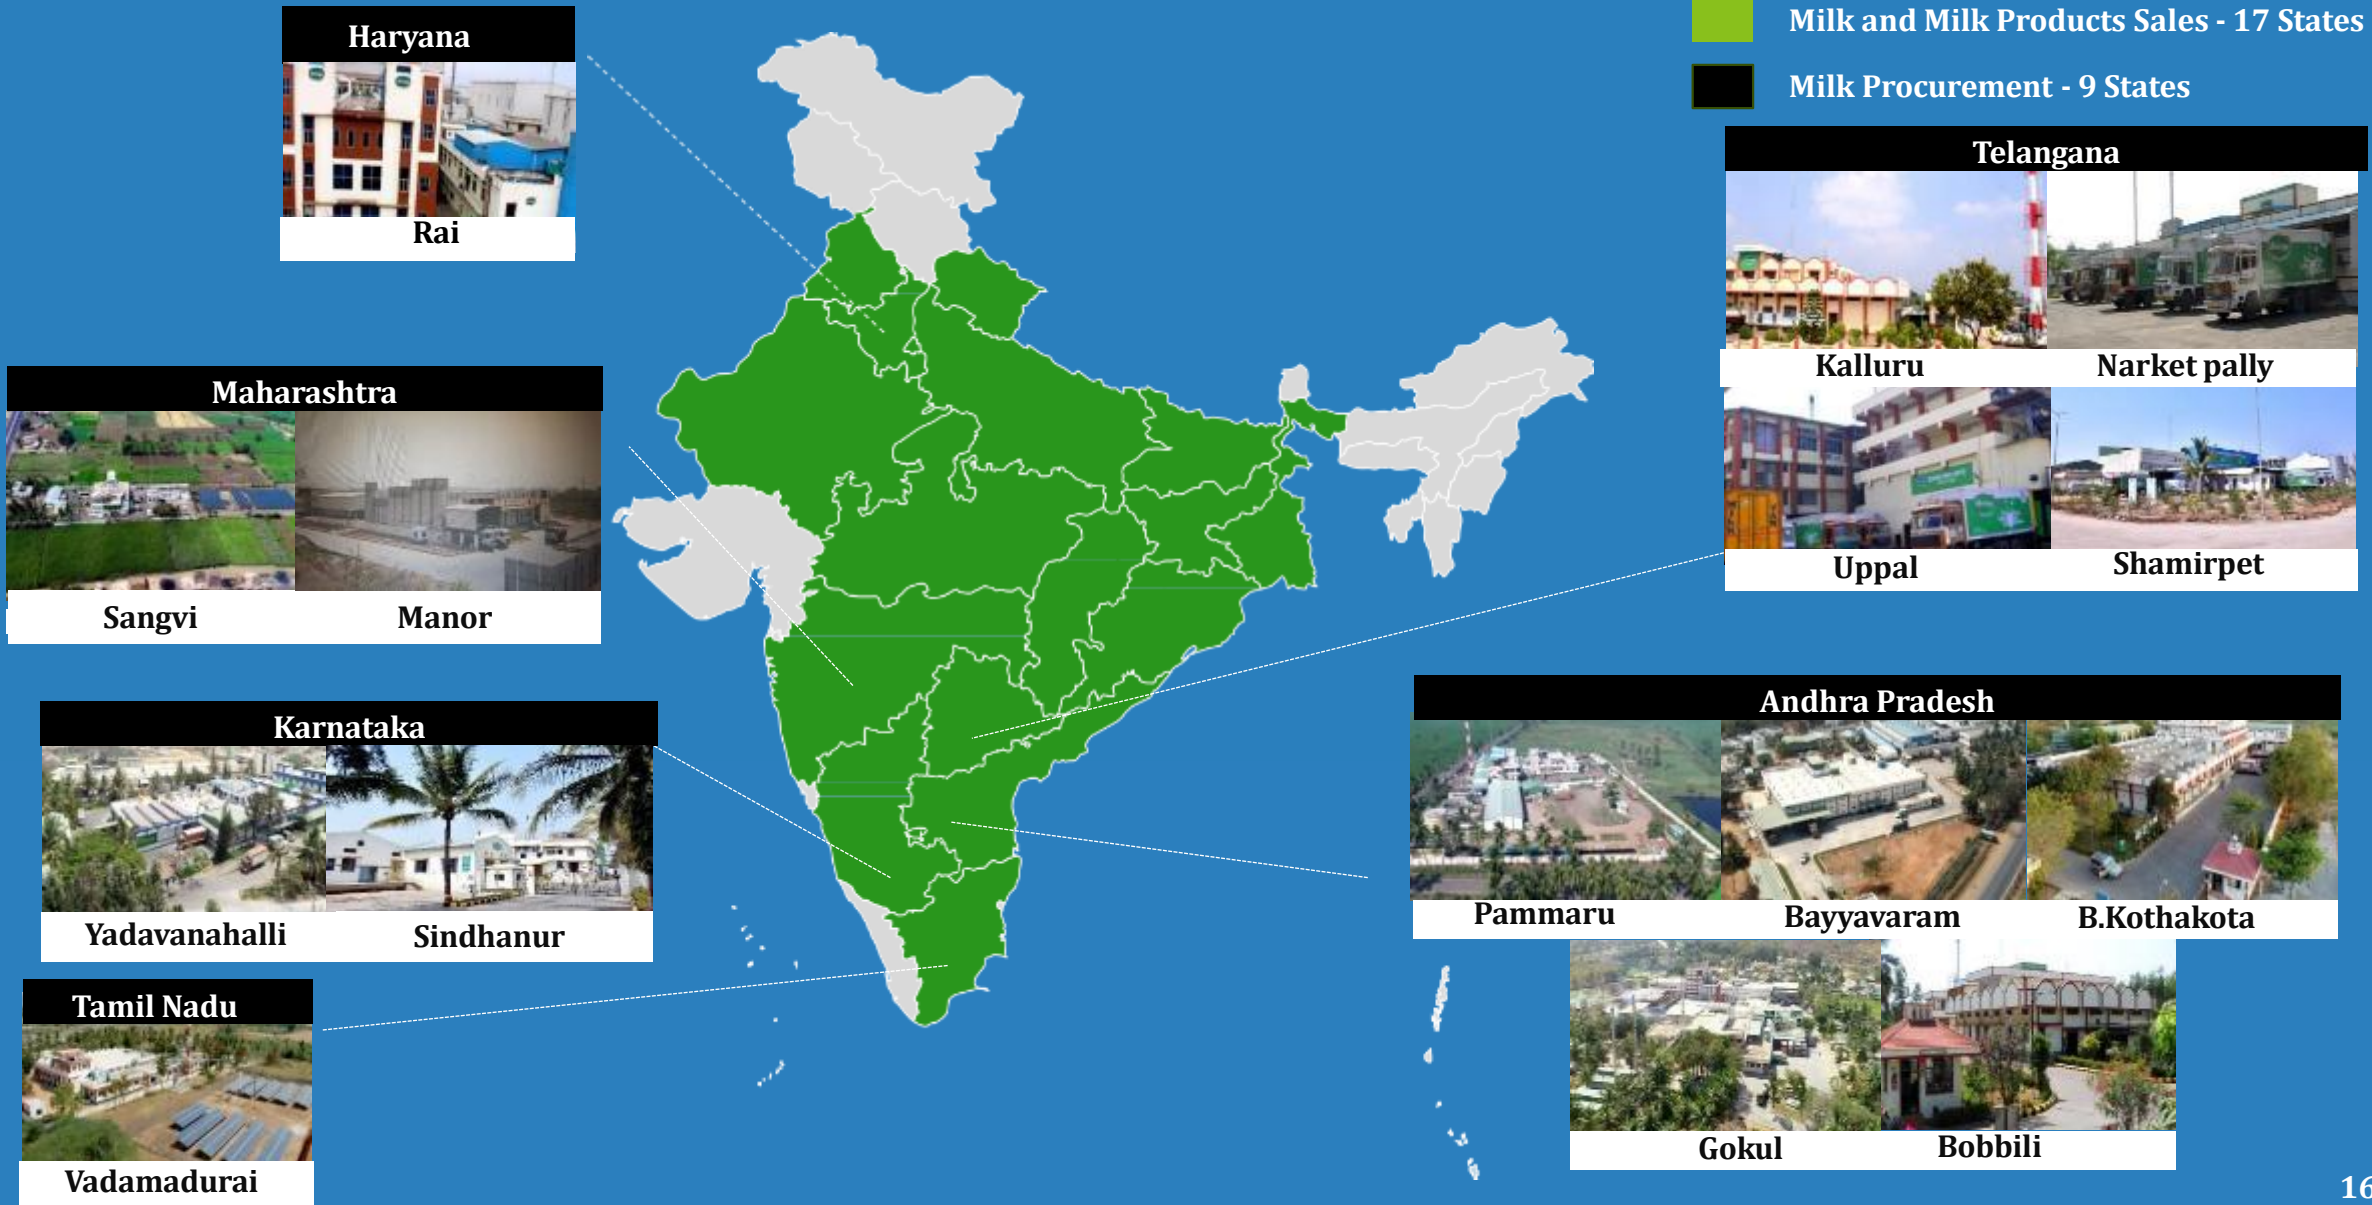 Milk and Milk Products Sales - 17 States
Milk Procurement - 9 States
Haryana
Rai
Maharashtra
Sangvi
Manor
Karnataka
Yadavanahalli
Sindhanur
Tamil Nadu
Vadamadurai
Telangana
Kalluru
Narket pally
Uppal
Shamirpet
Andhra Pradesh
Pammaru
Bayyavaram
B.Kothakota
Gokul
Bobbili
16